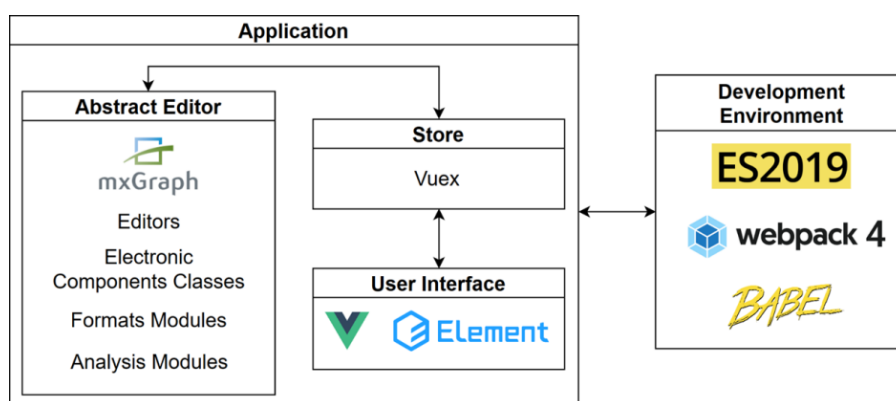 Application
Abstract Editor
mxGraph
Editors
Electronic
Components Classes
Formats Modules
Analysis Modules
Store
Vuex
User Interface
Element
Development
Environment
ES2019
webpack 4
BABEL